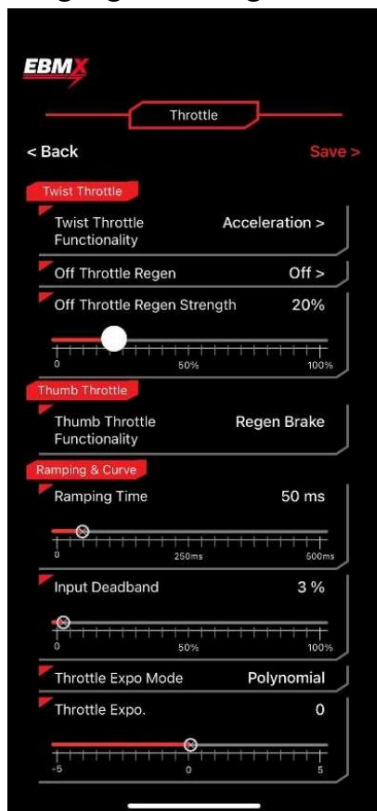 EBMX
Throttle
< Back Save >
Twist Throttle
Twist Throttle Functionality Acceleration >
Off Throttle Regen Off >
Off Throttle Regen Strength 20%
0 50% 100%
Thumb Throttle
Thumb Throttle Functionality Regen Brake
Ramping & Curve
Ramping Time 50 ms
0 250ms 500ms
Input Deadband 3 %
0 50% 100%
Throttle Expo Mode Polynomial
Throttle Expo. 0
-5 0 5